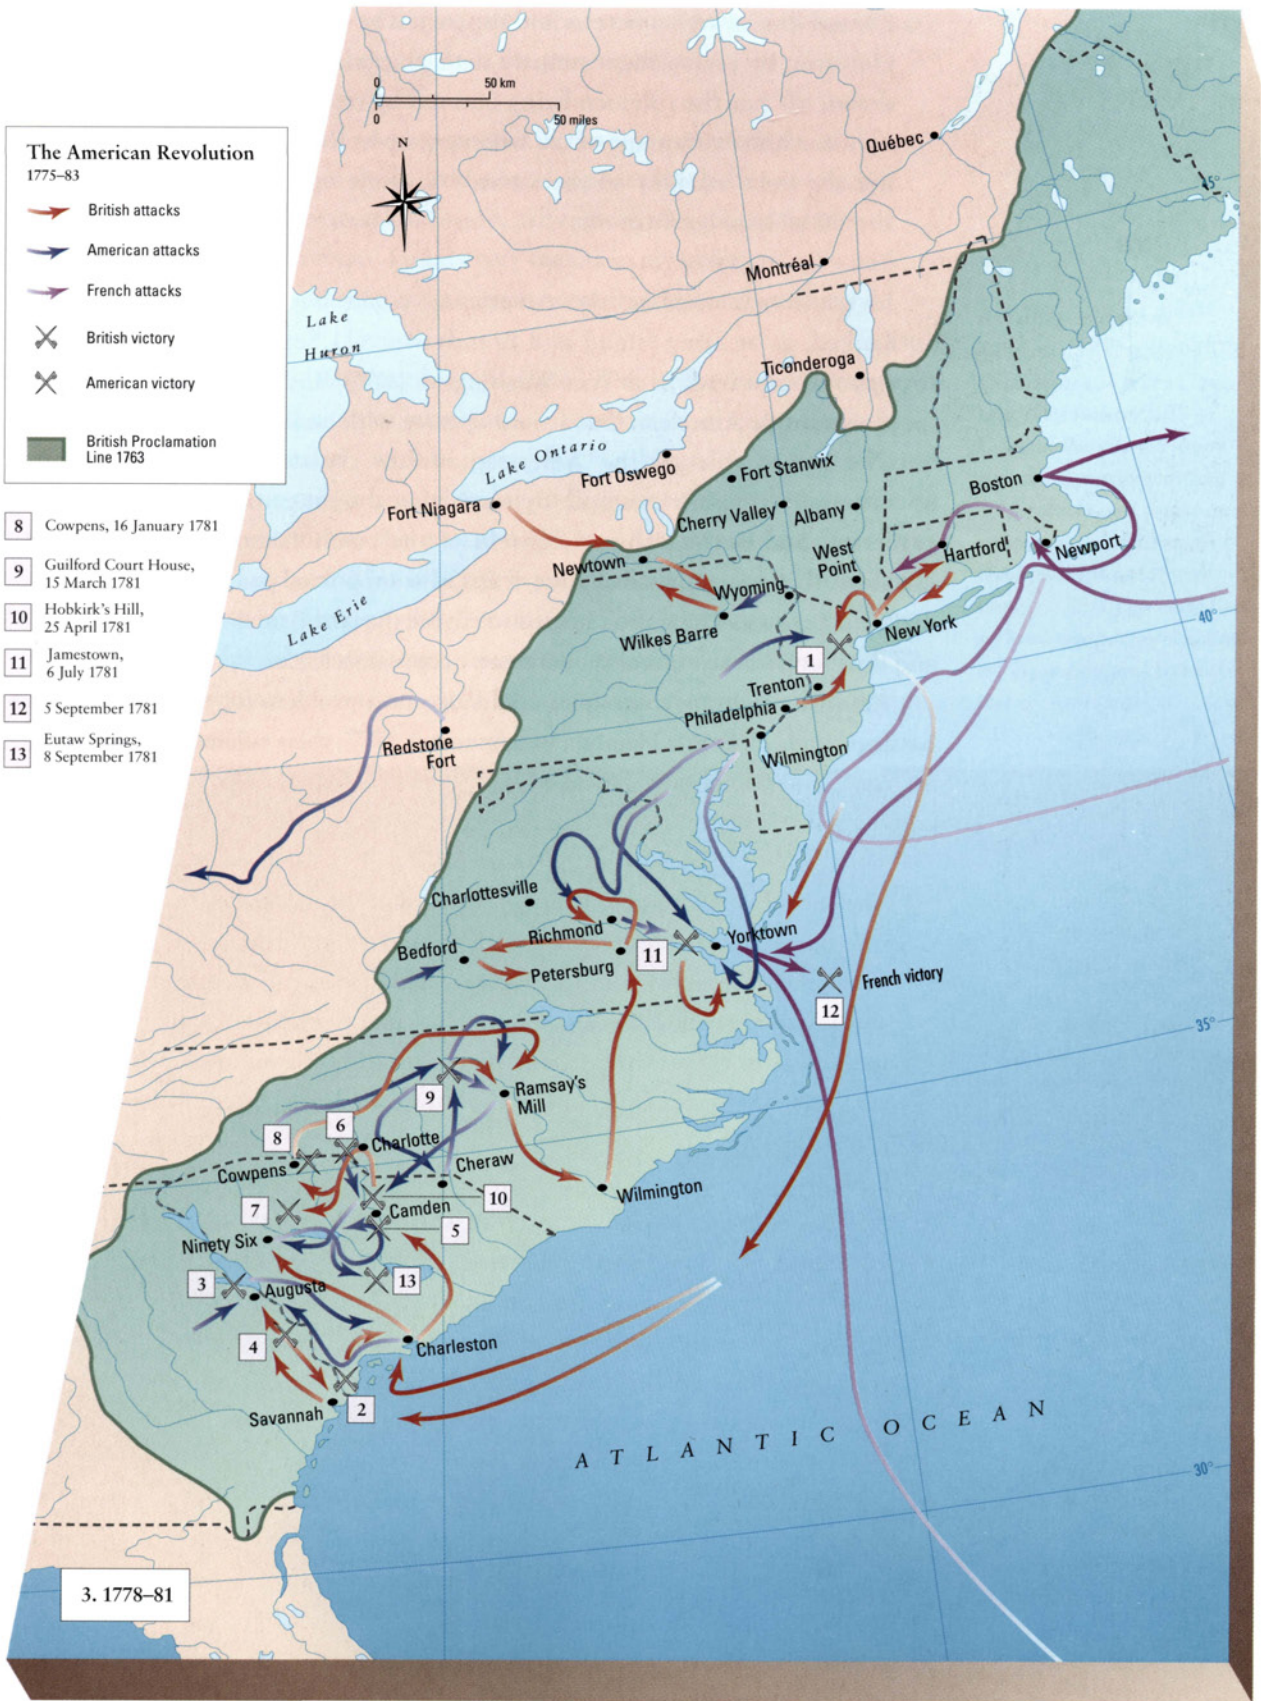 0 50 km
0 50 miles
N
The American Revolution
1775–83
British attacks
American attacks
French attacks
British victory
American victory
British Proclamation
Line 1763
8 Cowpens, 16 January 1781
9 Guilford Court House,
15 March 1781
10 Hobkirk's Hill,
25 April 1781
11 Jamestown,
6 July 1781
12 5 September 1781
13 Eutaw Springs,
8 September 1781
Québec
45°
Montréal
Lake
Huron
Ticonderoga
Lake Ontario
Fort Oswego
Fort Stanwix
Boston
Fort Niagara
Cherry Valley
Albany
West
Point
Hartford
Newport
Newtown
Wyoming
Lake Erie
Wilkes Barre
New York
40°
1
Trenton
Philadelphia
Redstone
Fort
Wilmington
Charlottesville
Richmond
Yorktown
Bedford
11
Petersburg
French victory
12
35°
9
Ramsay's
Mill
6
8
Charlotte
Cowpens
Cheraw
Wilmington
10
7
Camden
5
Ninety Six
13
3
Augusta
4
Charleston
2
Savannah
ATLANTIC OCEAN
30°
3. 1778–81